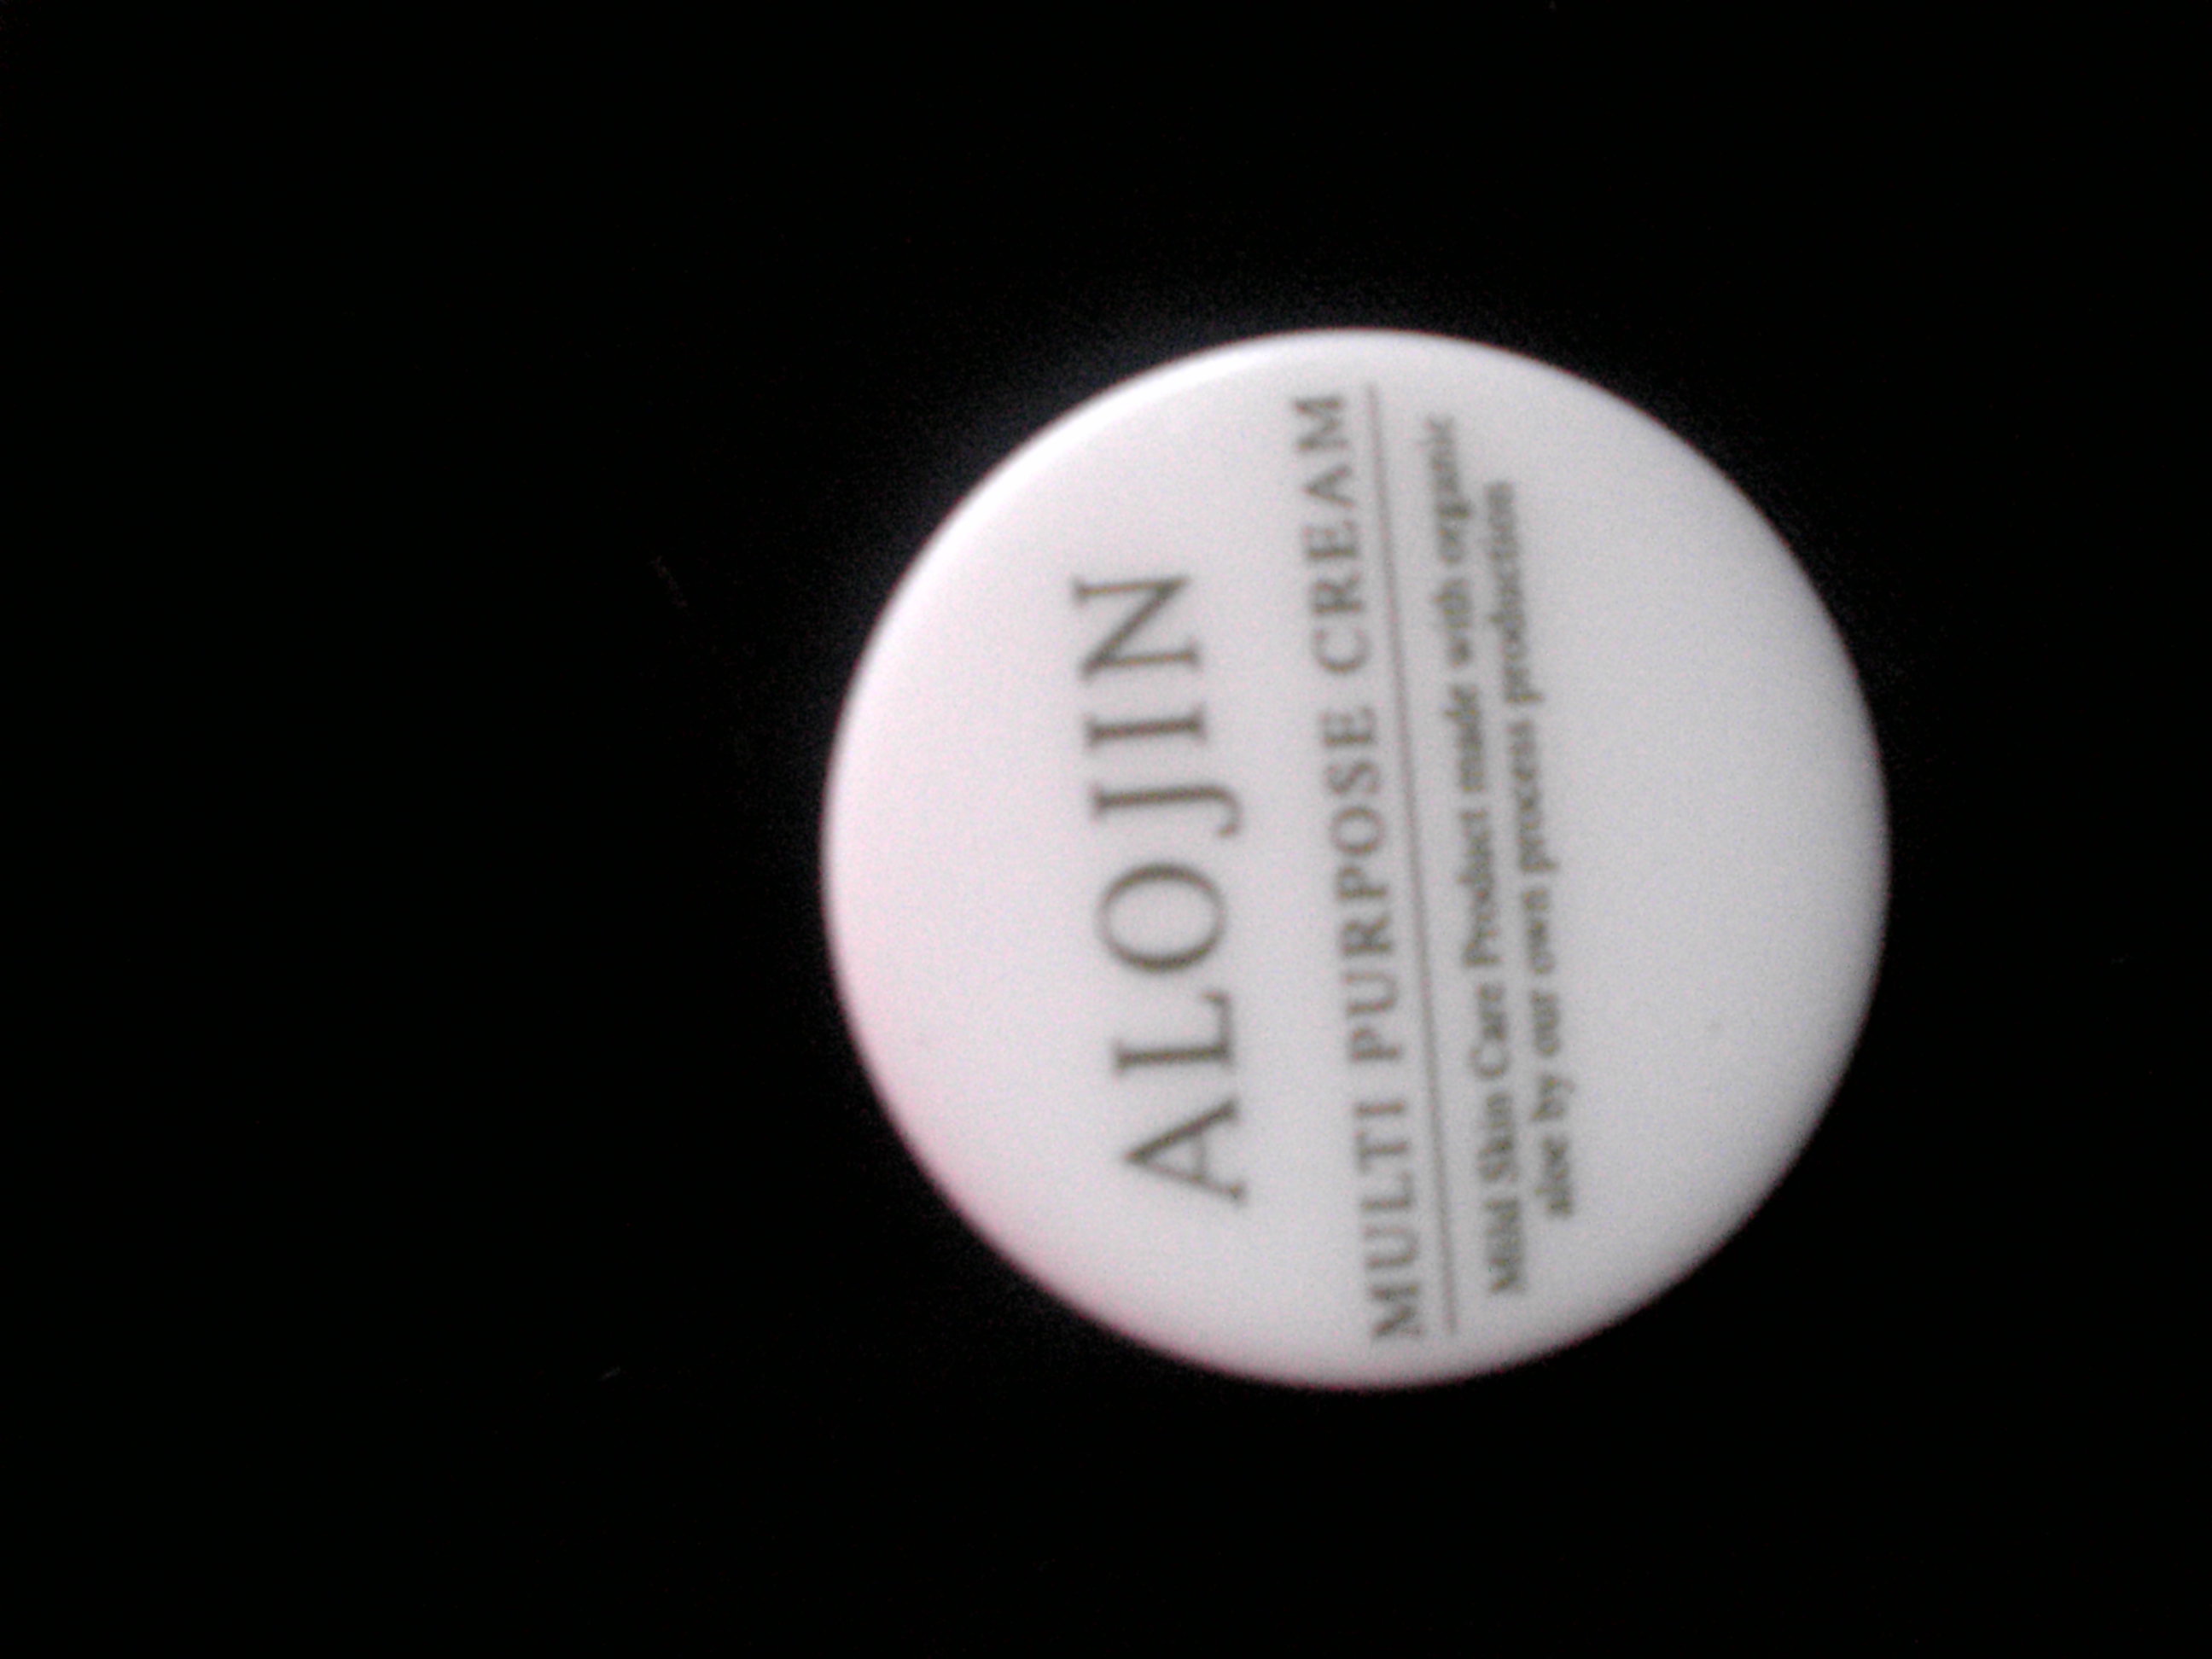 ALOJIN
MULTI PURPOSE CREAM
Mild Skin Care Product made with organic
aloe by our own process production